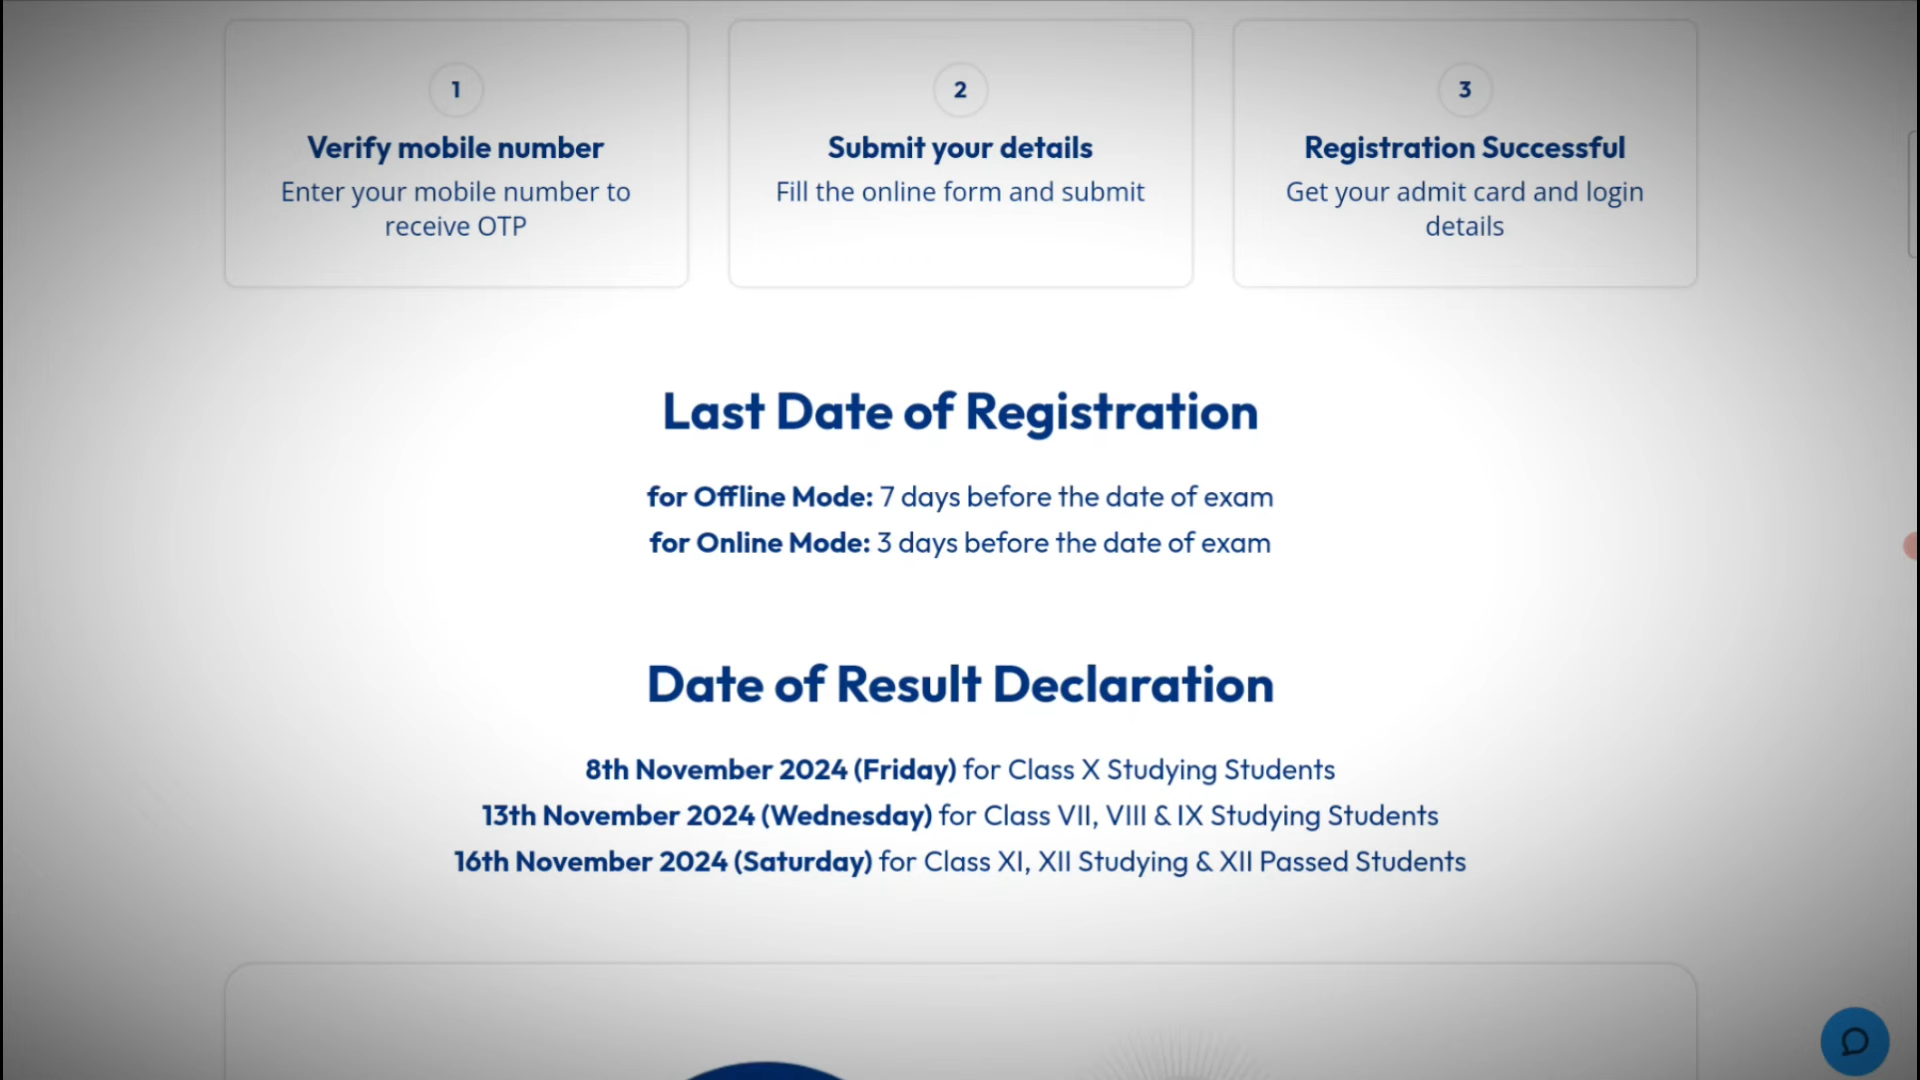 1
Verify mobile number
Enter your mobile number to
receive OTP
2
Submit your details
Fill the online form and submit
3
Registration Successful
Get your admit card and login
details
Last Date of Registration
for Offline Mode: 7 days before the date of exam
for Online Mode: 3 days before the date of exam
Date of Result Declaration
8th November 2024 (Friday) for Class X Studying Students
13th November 2024 (Wednesday) for Class VII, VIII & IX Studying Students
16th November 2024 (Saturday) for Class XI, XII Studying & XII Passed Students